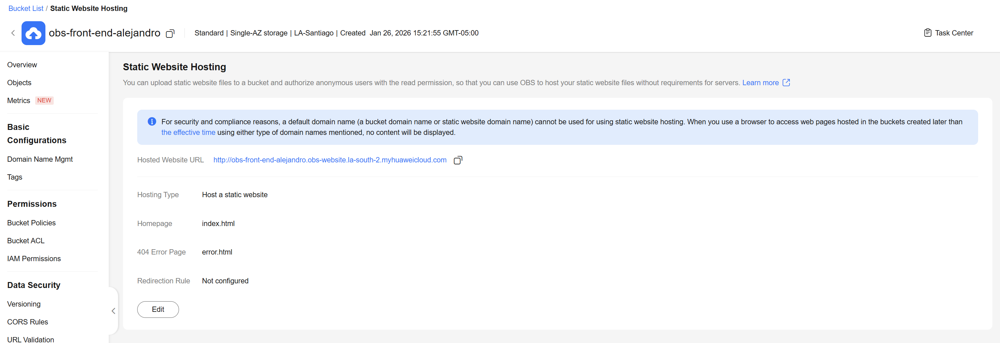 Bucket List / Static Website Hosting
obs-front-end-alejandro
Standard | Single-AZ storage | LA-Santiago | Created Jan 26, 2026 15:21:55 GMT-05:00
Task Center
Overview
Objects
Metrics NEW
Basic
Configurations
Domain Name Mgmt
Tags
Permissions
Bucket Policies
Bucket ACL
IAM Permissions
Data Security
Versioning
CORS Rules
URL Validation
Static Website Hosting
You can upload static website files to a bucket and authorize anonymous users with the read permission, so that you can use OBS to host your static website files without requirements for servers. Learn more
For security and compliance reasons, a default domain name (a bucket domain name or static website domain name) cannot be used for using static website hosting. When you use a browser to access web pages hosted in the buckets created later than
the effective time using either type of domain names mentioned, no content will be displayed.
Hosted Website URL http://obs-front-end-alejandro.obs-website.la-south-2.myhuaweicloud.com
Hosting Type Host a static website
Homepage index.html
404 Error Page error.html
Redirection Rule Not configured
Edit